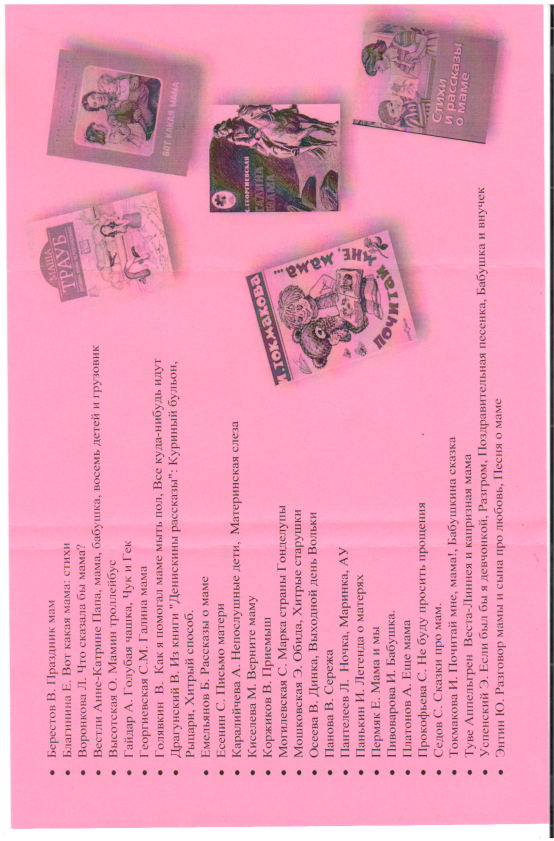 • Берестов В. Праздник мам
• Благинина Е. Вот какая мама: стихи
• Воронкова Л. Что сказала бы мама?
• Вестли Анне-Катрине Папа, мама, бабушка, восемь детей и грузовик
• Высотская О. Мамин троллейбус
• Гайдар А. Голубая чашка, Чук и Гек
• Георгиевская С.М. Галина мама
• Голявкин В. Как я помогал маме мыть пол, Все куда-нибудь идут
• Драгунский В. Из книги "Денискины рассказы": Куриный бульон,
Рыцари, Хитрый способ.
• Емельянов Б. Рассказы о маме
• Есенин С. Письмо матери
• Каралийчева А. Непослушные дети, Материнская слеза
• Киселева М. Верните маму
• Коржиков В. Приемыш
• Могилевская С. Марка страны Гонделупы
• Мошковская Э. Обида, Хитрые старушки
• Осеева В. Динка, Выходной день Вольки
• Панова В. Сережа
• Пантелеев Л. Ночка, Маринка, АУ
• Панькин И. Легенда о матерях
• Пермяк Е. Мама и мы
• Пивоварова И. Бабушка.
• Платонов А. Еще мама
• Прокофьева С. Не буду просить прощения
• Седов С. Сказки про мам.
• Токмакова И. Почитай мне, мама!, Бабушкина сказка
• Туве Аппельгрен Веста-Линнея и капризная мама
• Успенский Э. Если был бы я девчонкой, Разгром, Поздравительная песенка, Бабушка и внучек
• Энтин Ю. Разговор мамы и сына про любовь, Песня о маме
МАША
ТРАУБ
ВОТ КАКАЯ МАМА
И. ТОКМАКОВА
ПОЧИТАЙ
МНЕ, МАМА...
С. ГЕОРГИЕВСКАЯ
ГАЛИНА
МАМА
Стихи
и рассказы
о маме